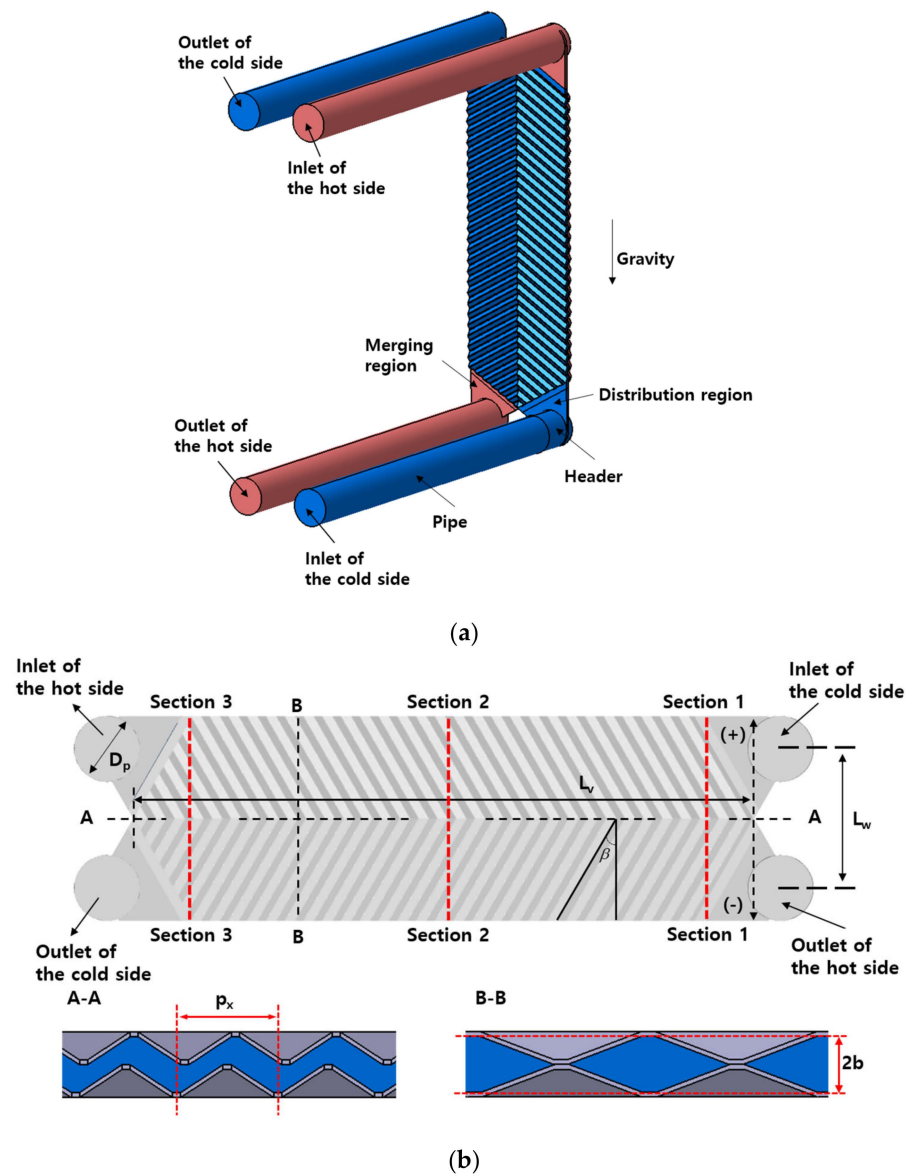 Outlet of
the cold side
Inlet of
the hot side
Gravity
Merging
region
Distribution region
Outlet of
the hot side
Header
Pipe
Inlet of
the cold side
(a)
Inlet of
the hot side
Inlet of
the cold side
Section 3
B
Section 2
Section 1
(+)
Dp
Lv
A
A
Lw
β
(-)
Section 3
B
Section 2
Section 1
Outlet of
the cold side
Outlet of
the hot side
A-A
px
B-B
2b
(b)